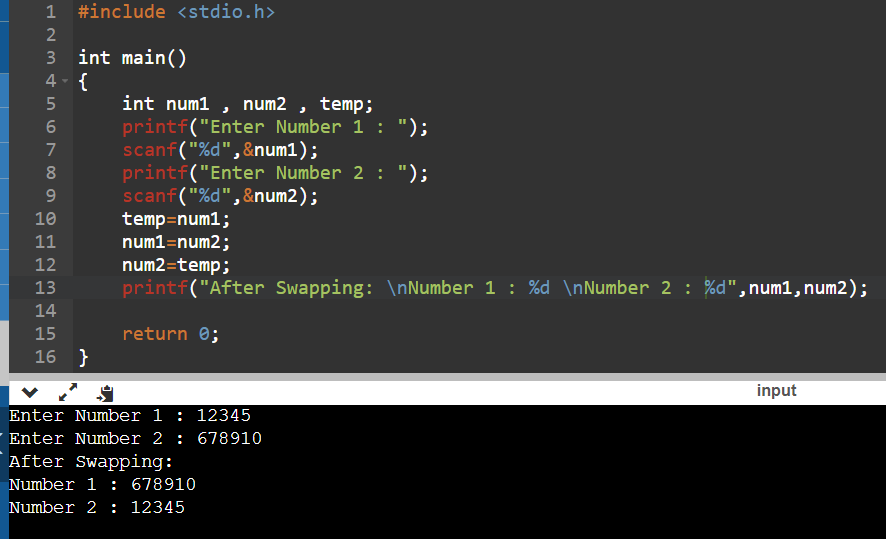 1 #include <stdio.h>
2
3 int main()
4 {
5     int num1 , num2 , temp;
6     printf("Enter Number 1 : ");
7     scanf("%d",&num1);
8     printf("Enter Number 2 : ");
9     scanf("%d",&num2);
10     temp=num1;
11     num1=num2;
12     num2=temp;
13     printf("After Swapping: \nNumber 1 : %d \nNumber 2 : %d",num1,num2);
14
15     return 0;
16 }
input
Enter Number 1 : 12345
Enter Number 2 : 678910
After Swapping:
Number 1 : 678910
Number 2 : 12345